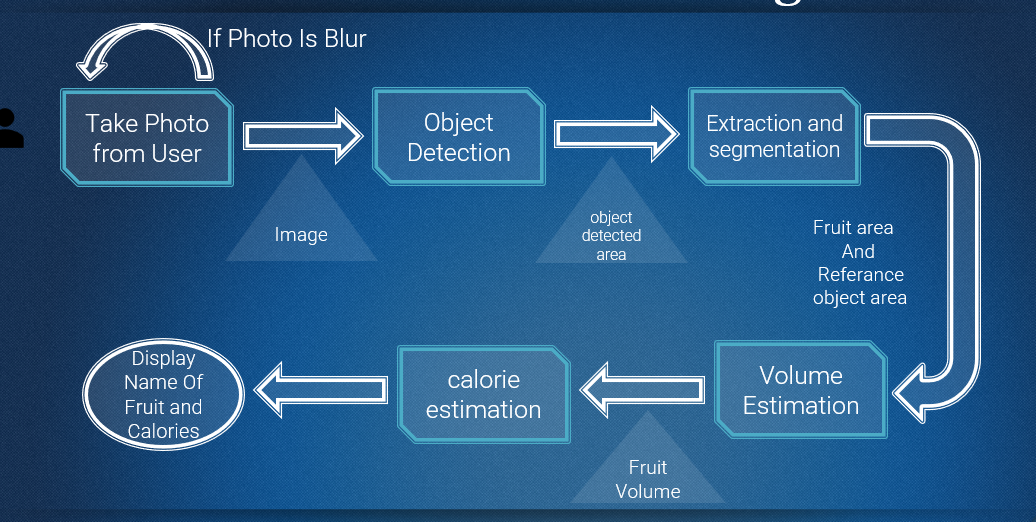 If Photo Is Blur
Take Photo
from User
Object
Detection
Extraction and
segmentation
Image
object
detected
area
Fruit area
And
Referance
object area
Volume
Estimation
Fruit
Volume
calorie
estimation
Display
Name Of
Fruit and
Calories